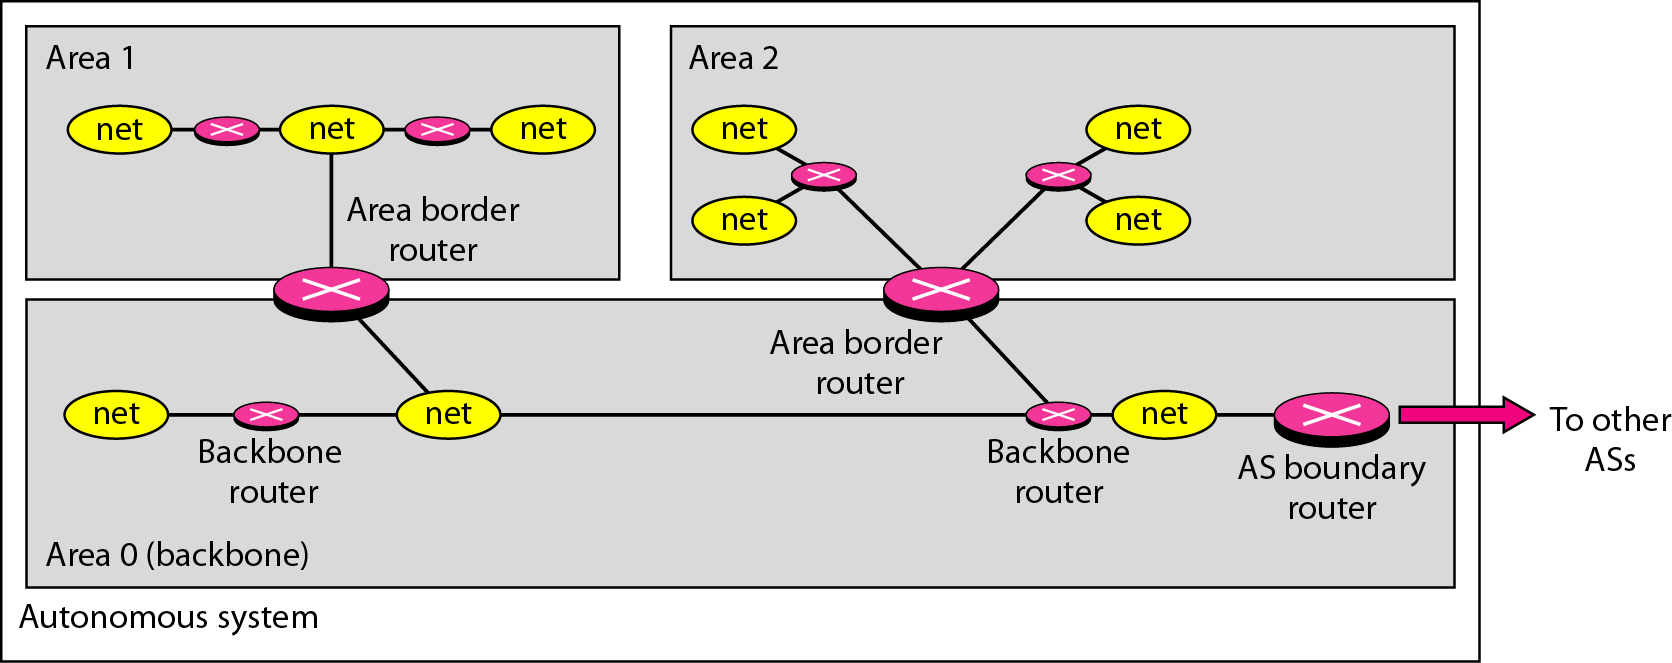 Area 1
net
net
net
Area border
router
Area 2
net
net
net
net
Area border
router
net
net
net
Backbone
router
Backbone
router
AS boundary
router
To other
ASs
Area 0 (backbone)
Autonomous system